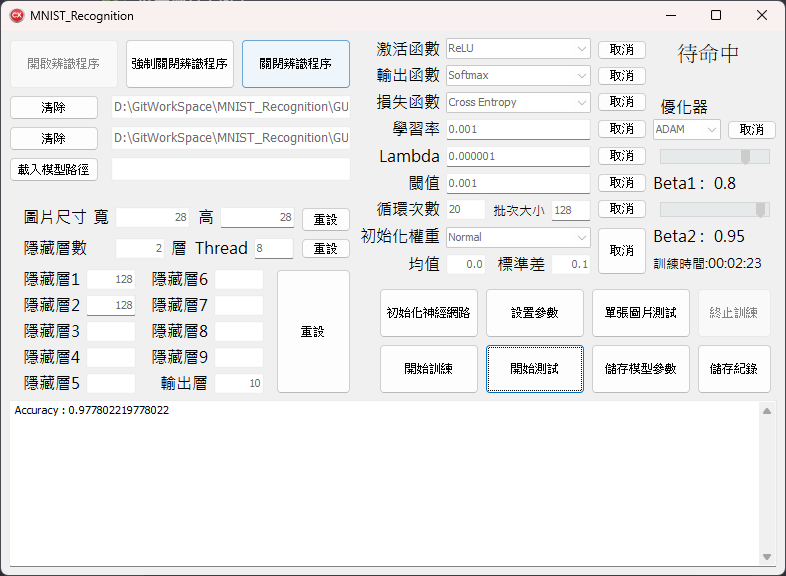 MNIST_Recognition
開啟辨識程序 強制關閉辨識程序 關閉辨識程序
清除 D:\GitWorkSpace\MNIST_Recognition\GU
清除 D:\GitWorkSpace\MNIST_Recognition\GU
載入模型路徑
圖片尺寸 寬 28 高 28 重設
隱藏層數 2 層 Thread 8 重設
隱藏層1 128 隱藏層6
隱藏層2 128 隱藏層7
隱藏層3 隱藏層8
隱藏層4 隱藏層9
隱藏層5 輸出層 10
重設
激活函數 ReLU 取消
輸出函數 Softmax 取消
損失函數 Cross Entropy 取消
學習率 0.001 取消
Lambda 0.000001 取消
閾值 0.001 取消
循環次數 20 批次大小 128 取消
初始化權重 Normal 取消
均值 0.0 標準差 0.1
待命中
優化器
ADAM 取消
Beta1： 0.8
Beta2： 0.95
訓練時間:00:02:23
初始化神經網路 設置參數 單張圖片測試 終止訓練
開始訓練 開始測試 儲存模型參數 儲存紀錄
Accuracy : 0.977802219778022